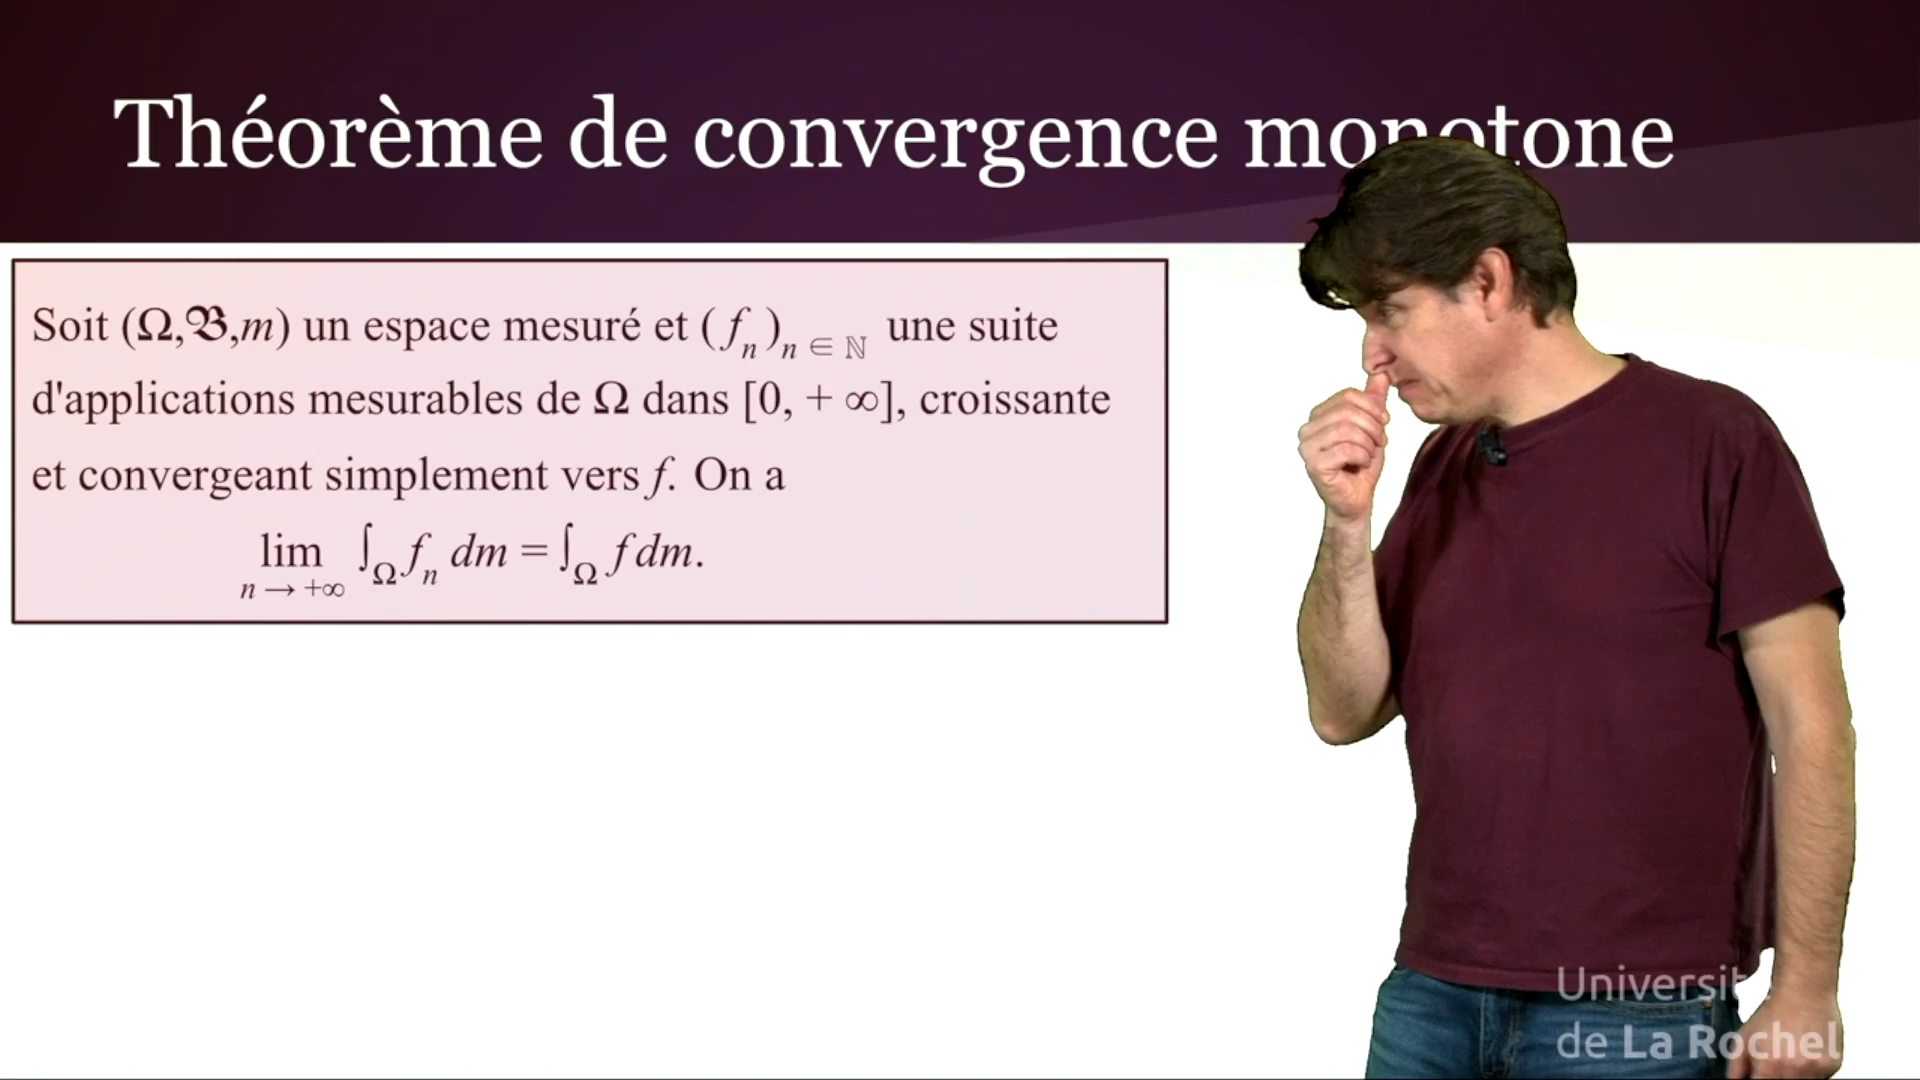 Théorème de convergence monotone
Soit (Ω,𝔅,m) un espace mesuré et (fₙ)ₙ ∈ ℕ une suite
d'applications mesurables de Ω dans [0, + ∞], croissante
et convergeant simplement vers f. On a
lim ∫Ω fₙ dm = ∫Ω f dm.
n → +∞
Universit
de La Rochel